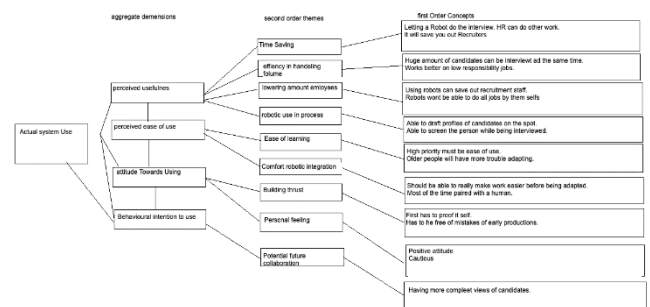 aggregate demensions
second order themes
first Order Concepts
Letting a Robot do the interview. HR can do other work.
It will save you out Recruiters
Time Saving
effiency in handeling
folume
Huge amount of candidates can be interviewt ad the same time.
Works better on low responsibility jobs.
perceived usefulnes
lowering amount emloyees
Using robots can save out recruitment staff.
Robots wont be able to do all jobs by them selfs
robotic use in process
Able to draft profiles of candidates on the spot.
Able to screen the person while being interviewed.
Actual system Use
perceived ease of use
Ease of learning
High priority must be ease of use.
Older people will have more trouble adapting.
Comfort robotic integration
attitude Towards Using
Should be able to really make work easier before being adapted.
Most of the time paired with a human.
Building thrust
First has to proof it self.
Has to he free of mistakes of early productions.
Behavioural intention to use
Personal feeling
Positive attitude
Cautious
Potential future
collaboration
Having more compleet views of candidates.